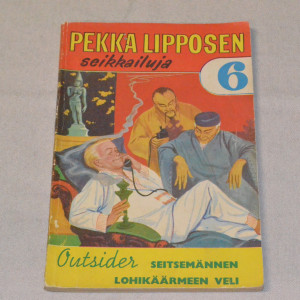 PEKKA LIPPOSEN
seikkailuja
6
Outsider SEITSEMÄNNEN
LOHIKÄÄRMEEN VELI